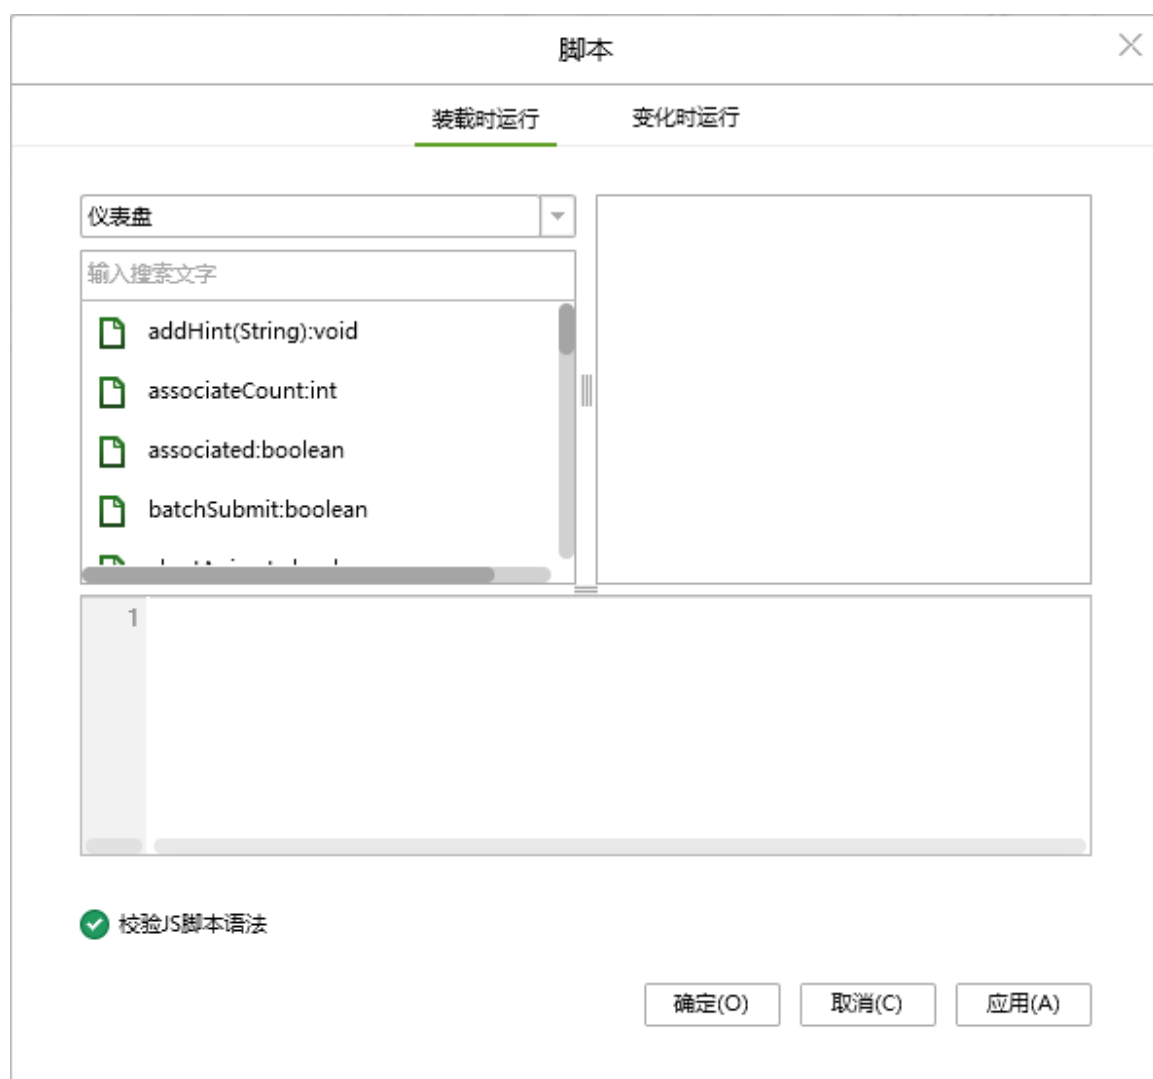 脚本
装载时运行 变化时运行
仪表盘
输入搜索文字
addHint(String):void
associateCount:int
associated:boolean
batchSubmit:boolean
1
校验JS脚本语法
确定(O) 取消(C) 应用(A)